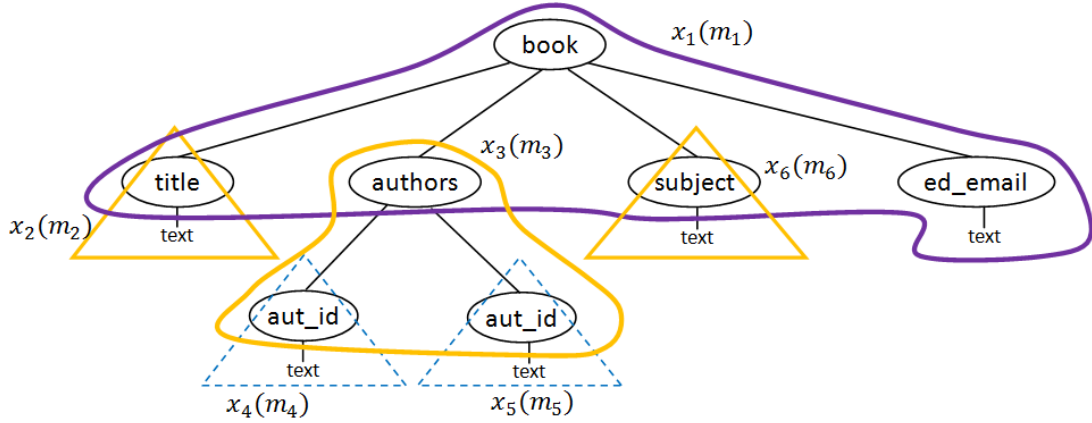 book
x₁(m₁)
x₃(m₃)
title
authors
subject
x₆(m₆)
ed_email
x₂(m₂)
text
text
text
aut_id
aut_id
text
text
x₄(m₄)
x₅(m₅)